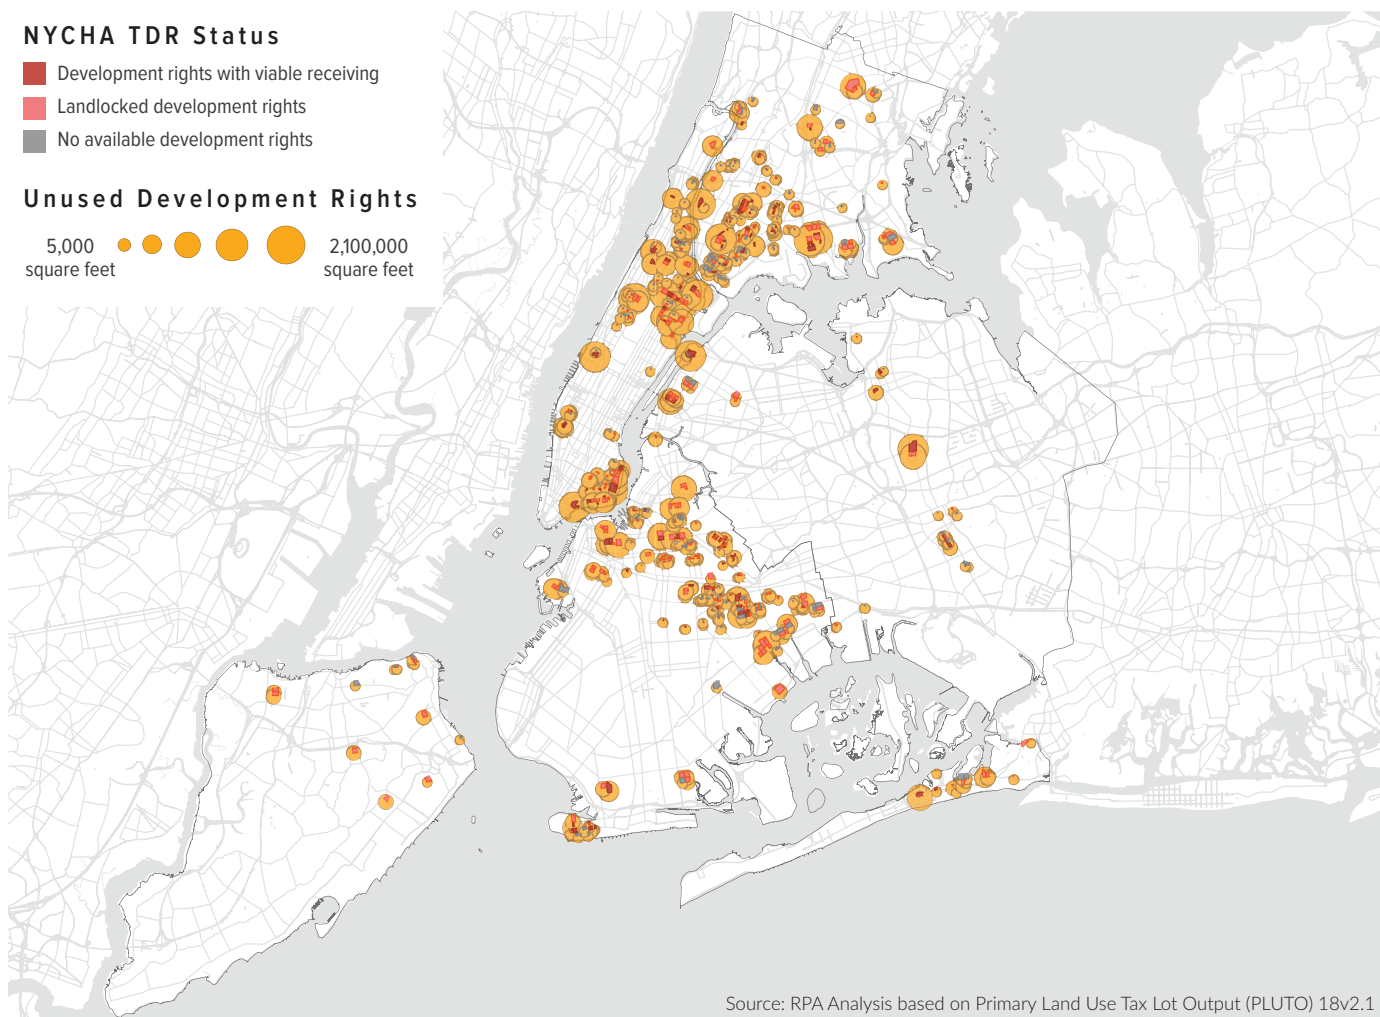 NYCHA TDR Status
Development rights with viable receiving
Landlocked development rights
No available development rights
Unused Development Rights
5,000
square feet
2,100,000
square feet
Source: RPA Analysis based on Primary Land Use Tax Lot Output (PLUTO) 18v2.1